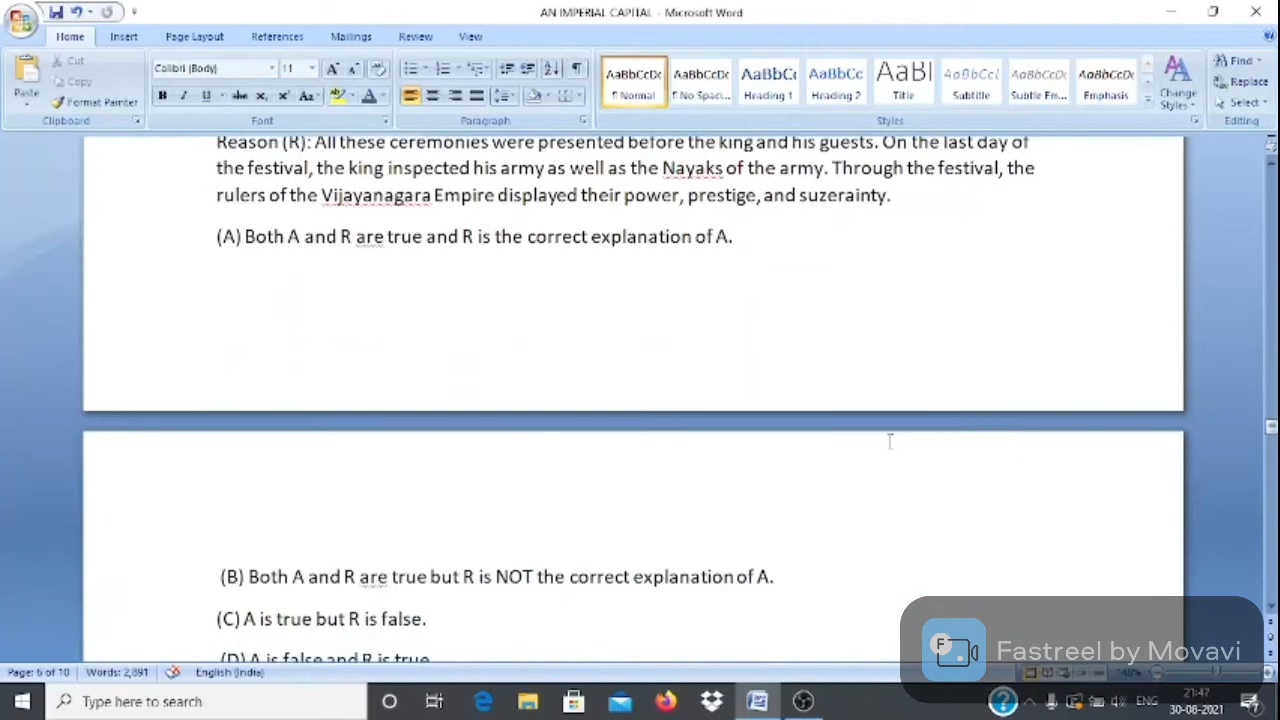 AN IMPERIAL CAPITAL - Microsoft Word
Home Insert Page Layout References Mailings Review View
Cut
Copy
Paste
Format Painter
Clipboard
Calibri (Body) 11
Font
Paragraph
AaBbCcDc AaBbCcDc AaBbCc AaBbCc AaBl AaBbCcl AaBbCcDc AaBbCcDc
¶ Normal ¶ No Spaci... Heading 1 Heading 2 Title Subtitle Subtle Em... Emphasis
Change Styles
Styles
Find
Replace
Select
Editing
Reason (R): All these ceremonies were presented before the king and his guests. On the last day of
the festival, the king inspected his army as well as the Nayaks of the army. Through the festival, the
rulers of the Vijayanagara Empire displayed their power, prestige, and suzerainty.
(A) Both A and R are true and R is the correct explanation of A.
(B) Both A and R are true but R is NOT the correct explanation of A.
(C) A is true but R is false.
(D) A is false and R is true
Fastreel by Movavi
Page: 6 of 10 Words: 2,891 English (India)
Type here to search
ENG
21:47
30-08-2021